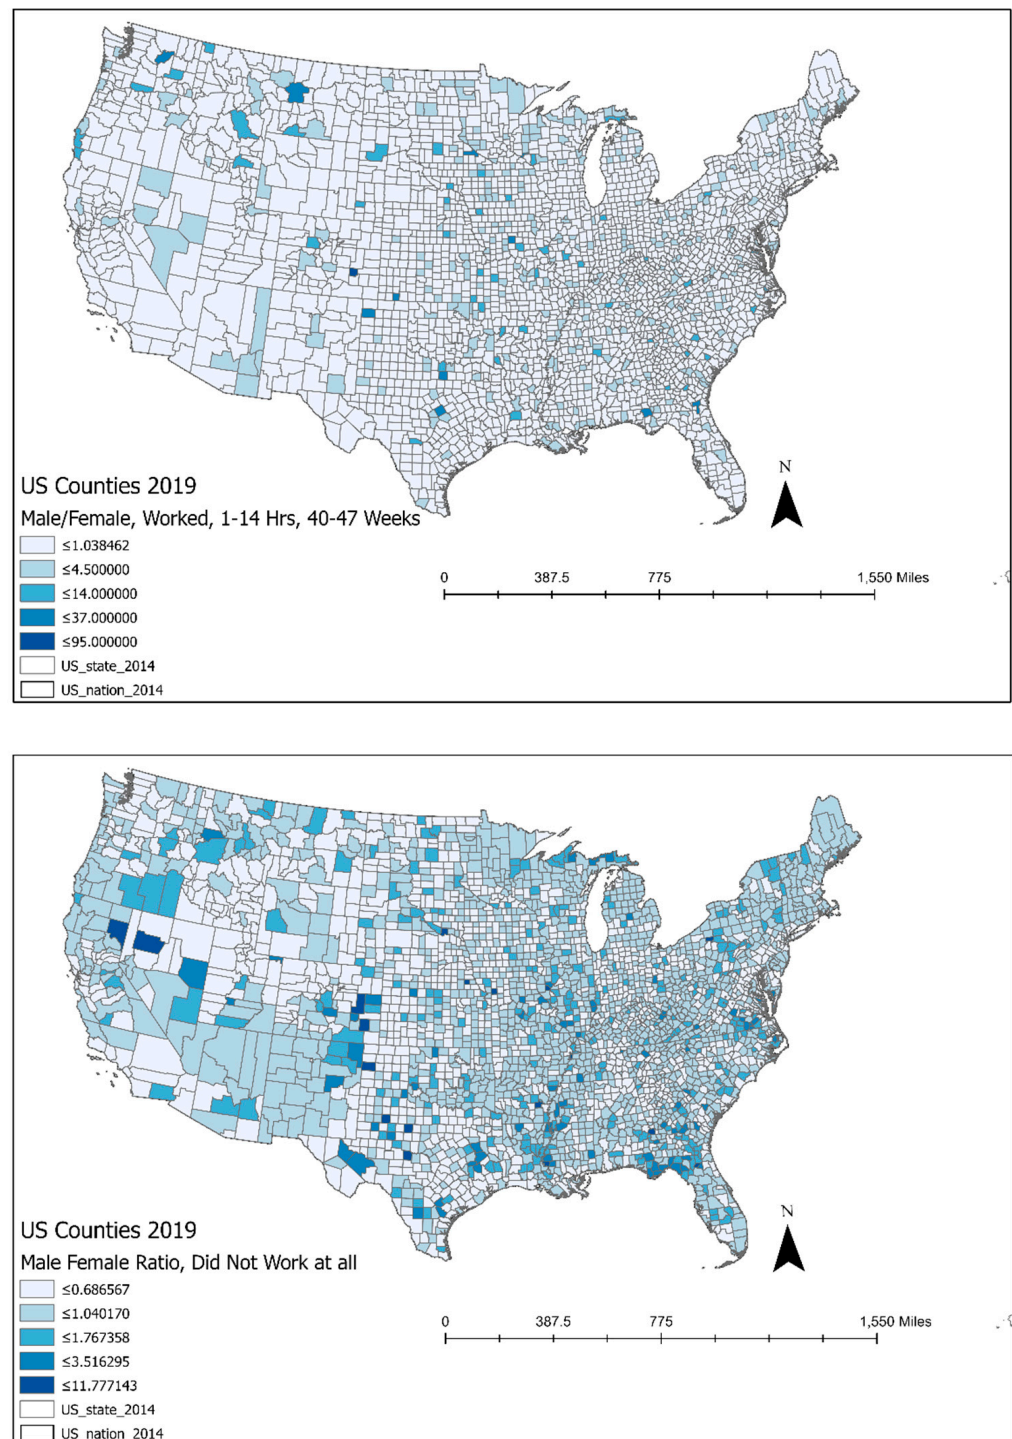 N
US Counties 2019
Male/Female, Worked, 1-14 Hrs, 40-47 Weeks
≤1.038462
≤4.500000
≤14.000000
≤37.000000
≤95.000000
US_state_2014
US_nation_2014
0 387.5 775 1,550 Miles
N
US Counties 2019
Male Female Ratio, Did Not Work at all
≤0.686567
≤1.040170
≤1.767358
≤3.516295
≤11.777143
US_state_2014
US_nation_2014
0 387.5 775 1,550 Miles